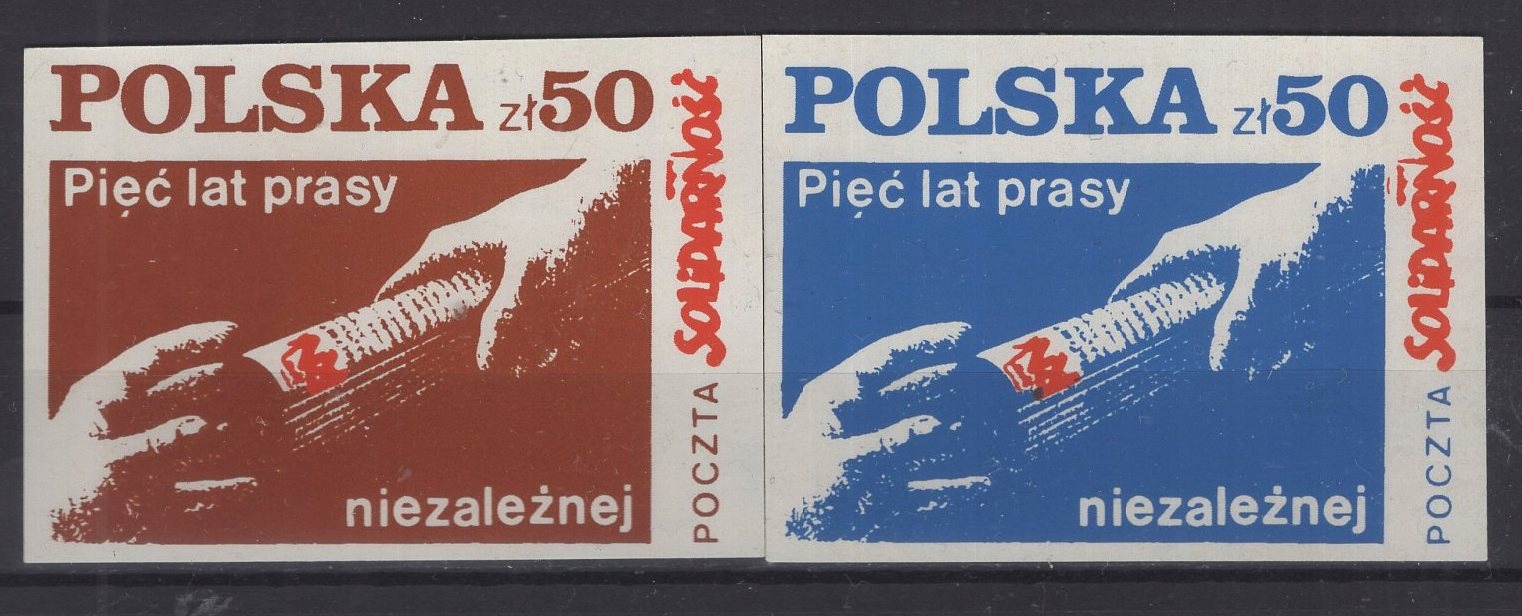 POLSKA zł50
Pięć lat prasy
niezależnej
POCZTA SOLIDARNOŚĆ
POLSKA zł50
Pięć lat prasy
niezależnej
POCZTA SOLIDARNOŚĆ